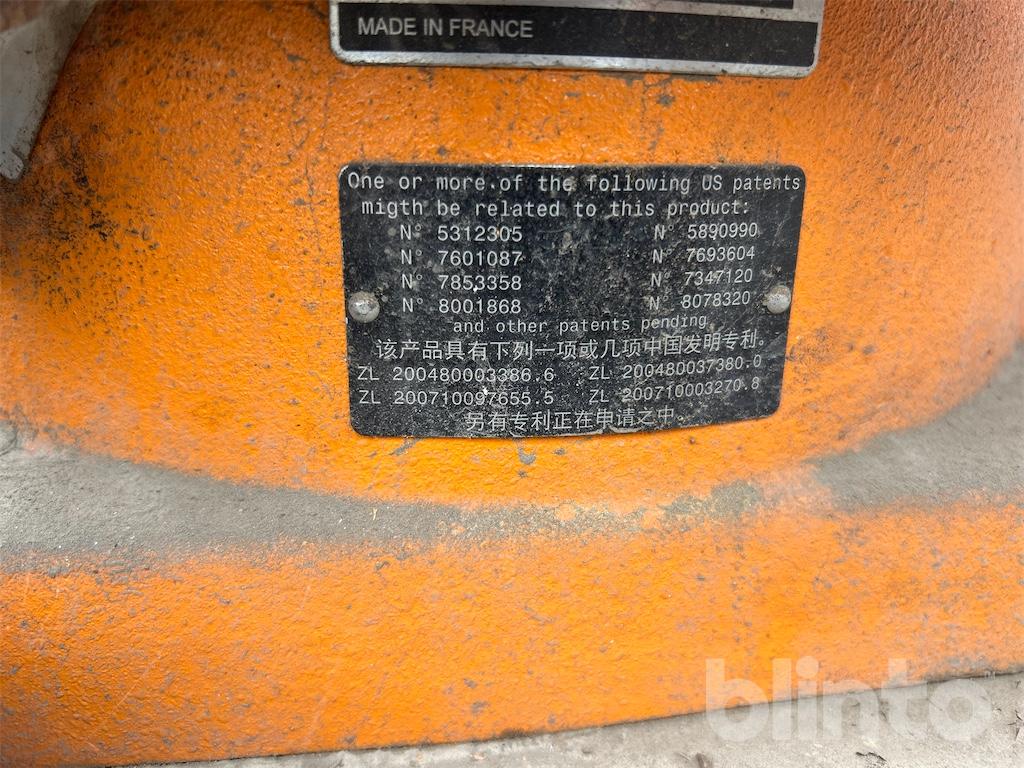 MADE IN FRANCE
One or more of the following US patents
migth be related to this product:
N° 5312305 N° 5890990
N° 7601087 N° 7693604
N° 7853358 N° 7347120
N° 8001868 N° 8078320
and other patents pending
该产品具有下列一项或几项中国发明专利。
ZL 200480003386.6 ZL 200480037380.0
ZL 200710097655.5 ZL 200710003270.8
另有专利正在申请之中。
blinto